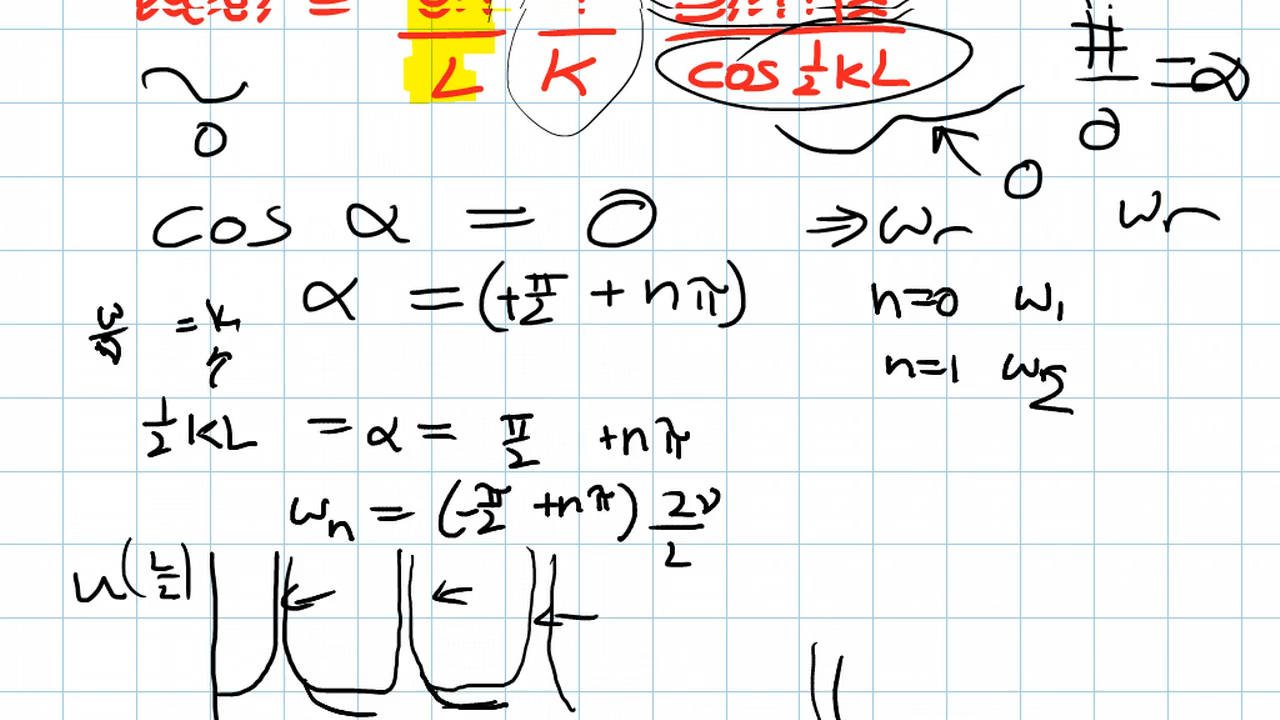 L K cos ½kL
# / 0 = ∝
0
0
cos α = 0 ⇒ ωr ωr
α = (+π/2 + nπ) n=0 ω1
n=1 ω2
½KL = α = π/2 + nπ
ωn = (-π/2 + nπ) 2ν/L
u(L/2)